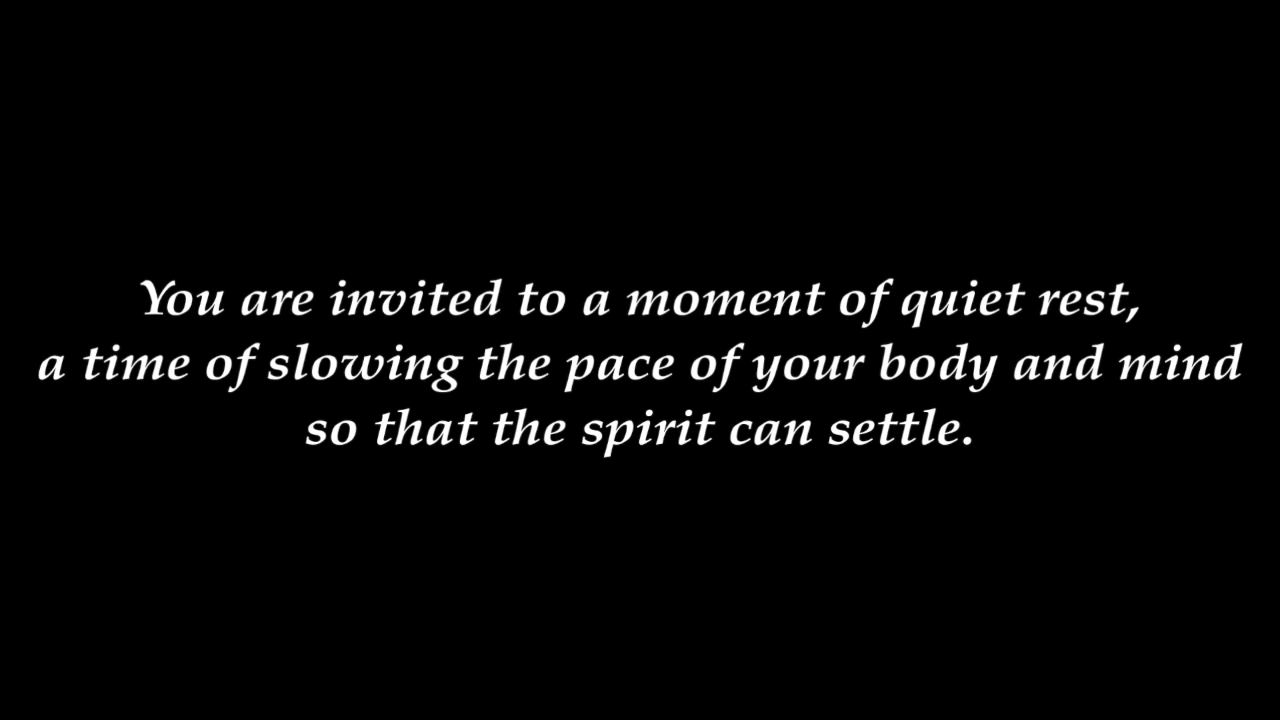 You are invited to a moment of quiet rest,
a time of slowing the pace of your body and mind
so that the spirit can settle.